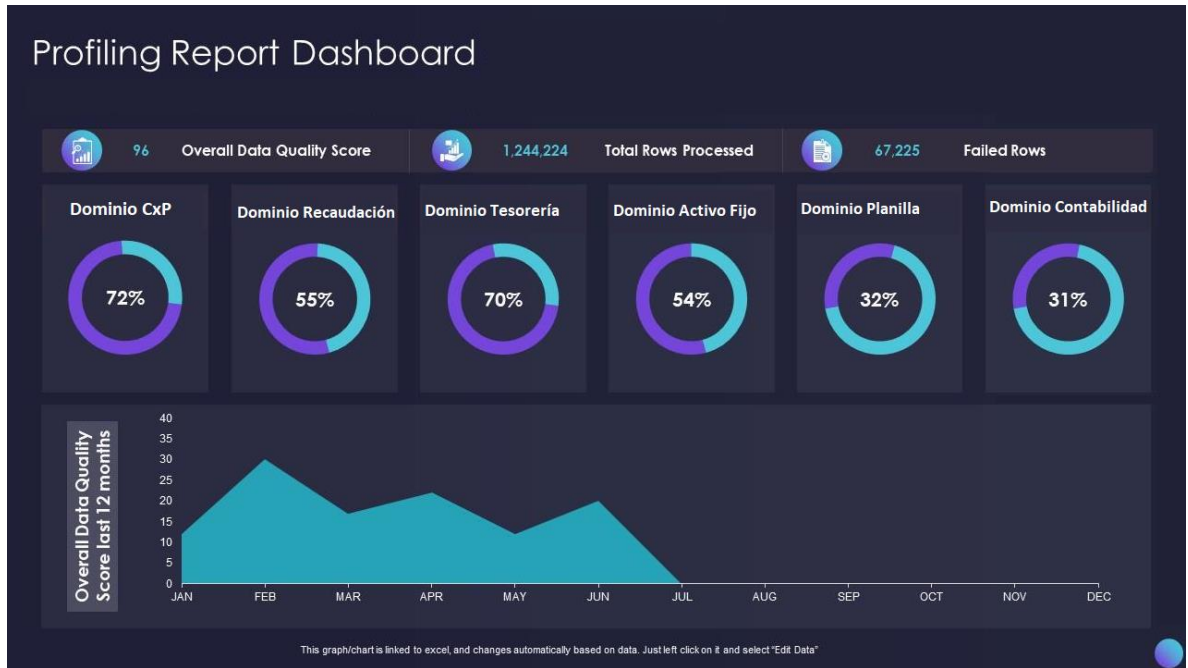 Profiling Report Dashboard
96 Overall Data Quality Score
1,244,224 Total Rows Processed
67,225 Failed Rows
Dominio CxP
72%
Dominio Recaudación
55%
Dominio Tesorería
70%
Dominio Activo Fijo
54%
Dominio Planilla
32%
Dominio Contabilidad
31%
Overall Data Quality
Score last 12 months
40
35
30
25
20
15
10
5
0
JAN FEB MAR APR MAY JUN JUL AUG SEP OCT NOV DEC
This graph/chart is linked to excel, and changes automatically based on data. Just left click on it and select "Edit Data"